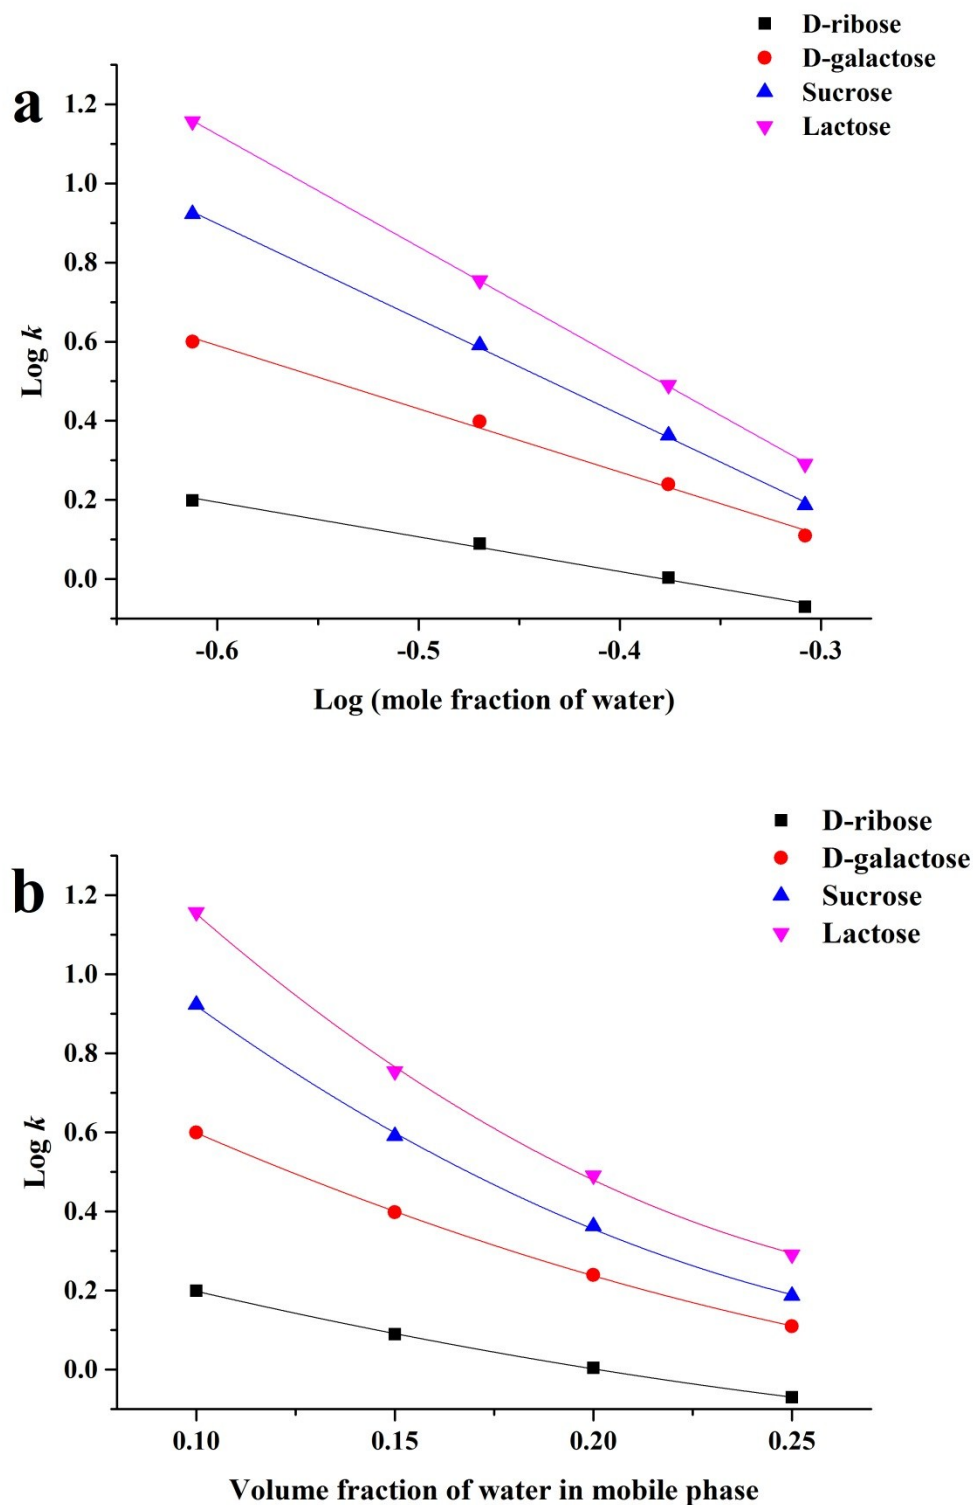 a
D-ribose
D-galactose
Sucrose
Lactose
1.2
1.0
0.8
0.6
0.4
0.2
0.0
Log k
-0.6 -0.5 -0.4 -0.3
Log (mole fraction of water)
b
D-ribose
D-galactose
Sucrose
Lactose
1.2
1.0
0.8
0.6
0.4
0.2
0.0
Log k
0.10 0.15 0.20 0.25
Volume fraction of water in mobile phase